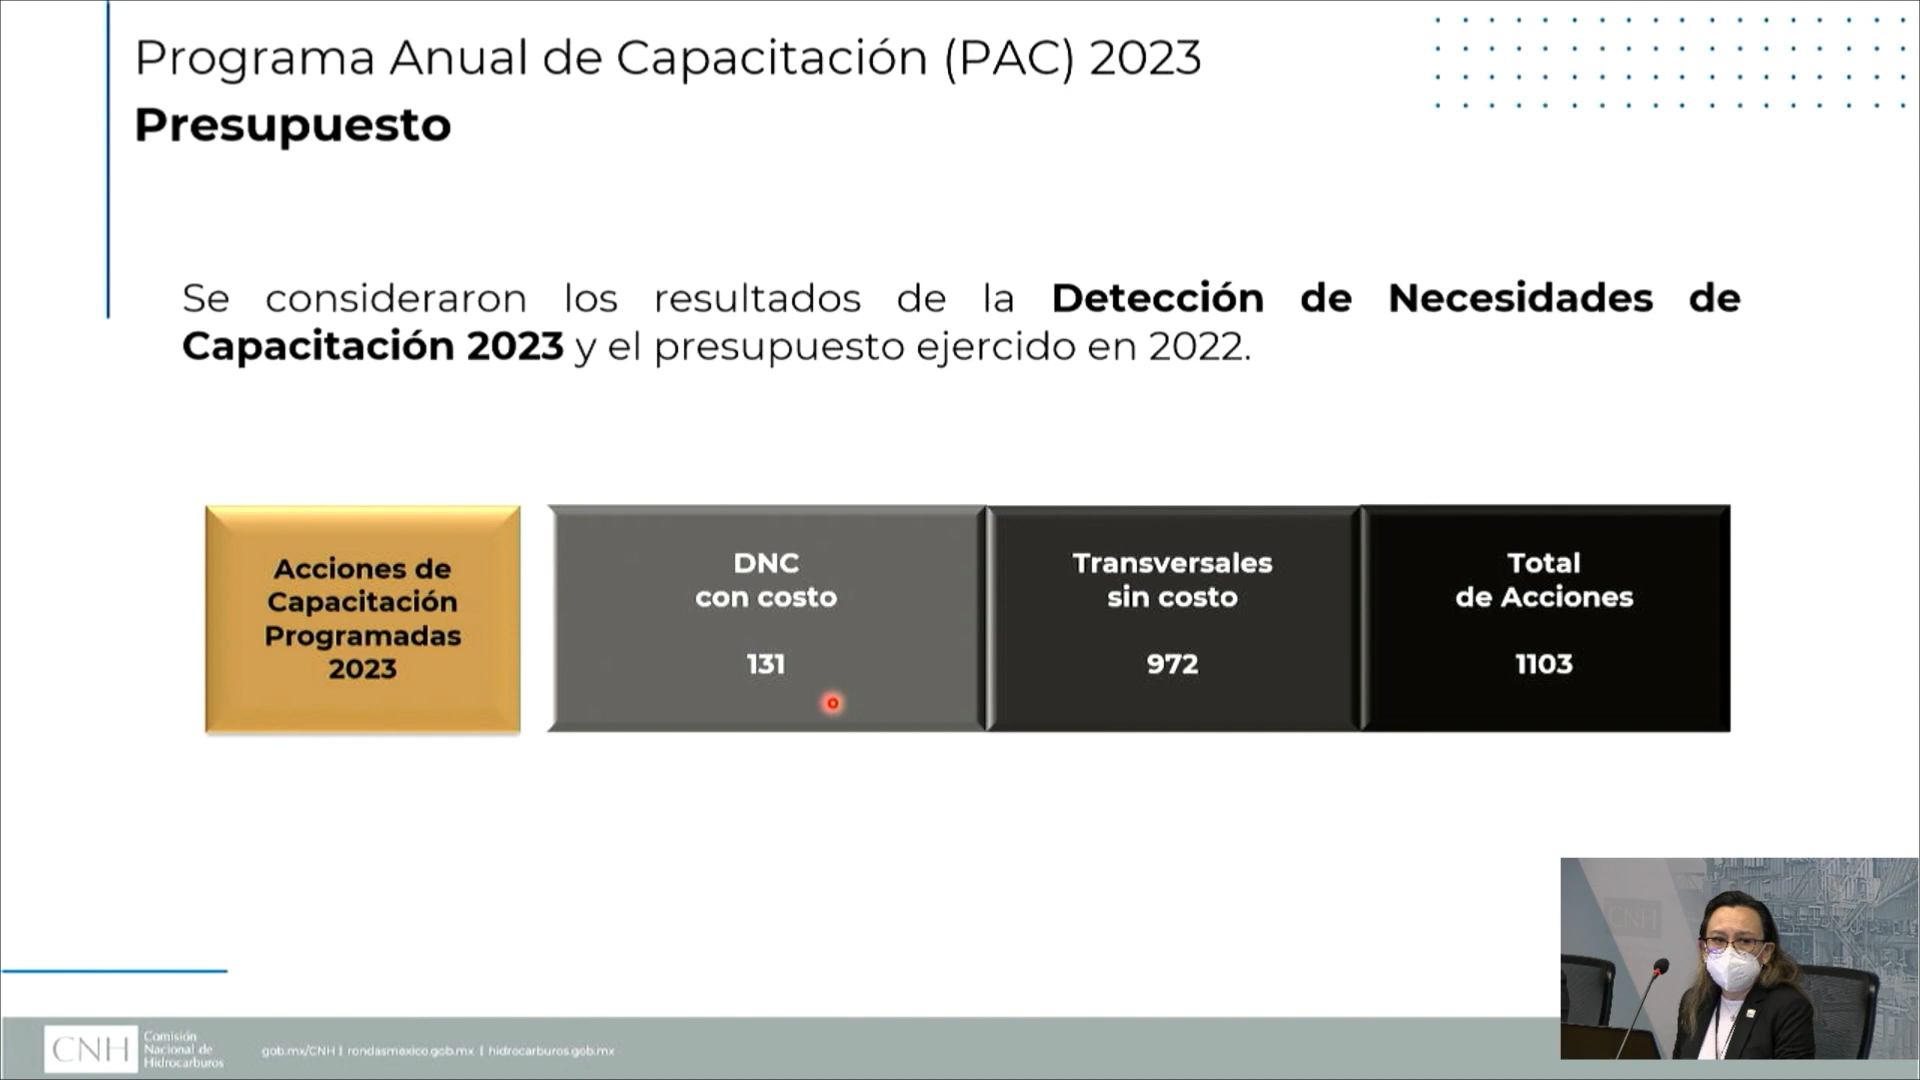 Programa Anual de Capacitación (PAC) 2023
Presupuesto
Se consideraron los resultados de la Detección de Necesidades de
Capacitación 2023 y el presupuesto ejercido en 2022.
Acciones de
Capacitación
Programadas
2023
DNC
con costo
131
Transversales
sin costo
972
Total
de Acciones
1103
CNH
Comisión
Nacional de
Hidrocarburos
gob.mx/CNH | rondasmexico.gob.mx | hidrocarburos.gob.mx
CNH